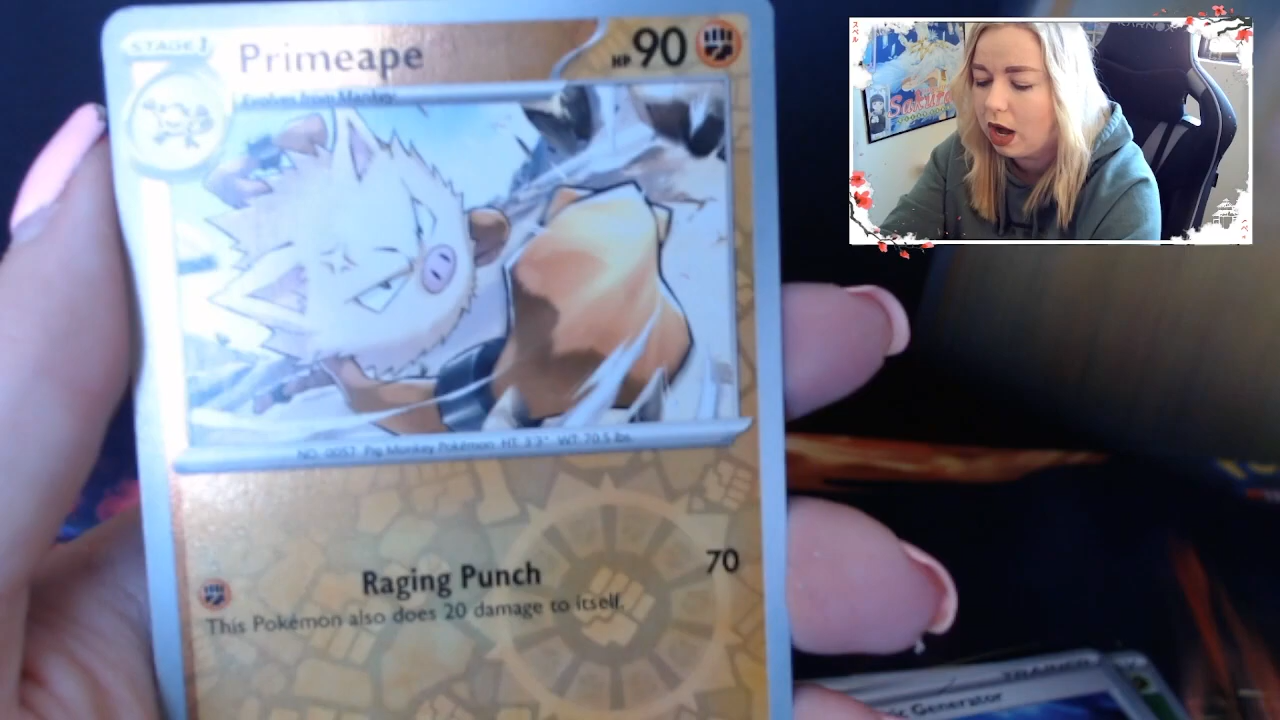 STAGE 1
Primeape
HP 90
Evolves from Mankey
NO. 0057 Pig Monkey Pokémon HT: 3'3" WT: 70.5 lbs.
Raging Punch 70
This Pokémon also does 20 damage to itself.
Sakura
TRAINER
Generator